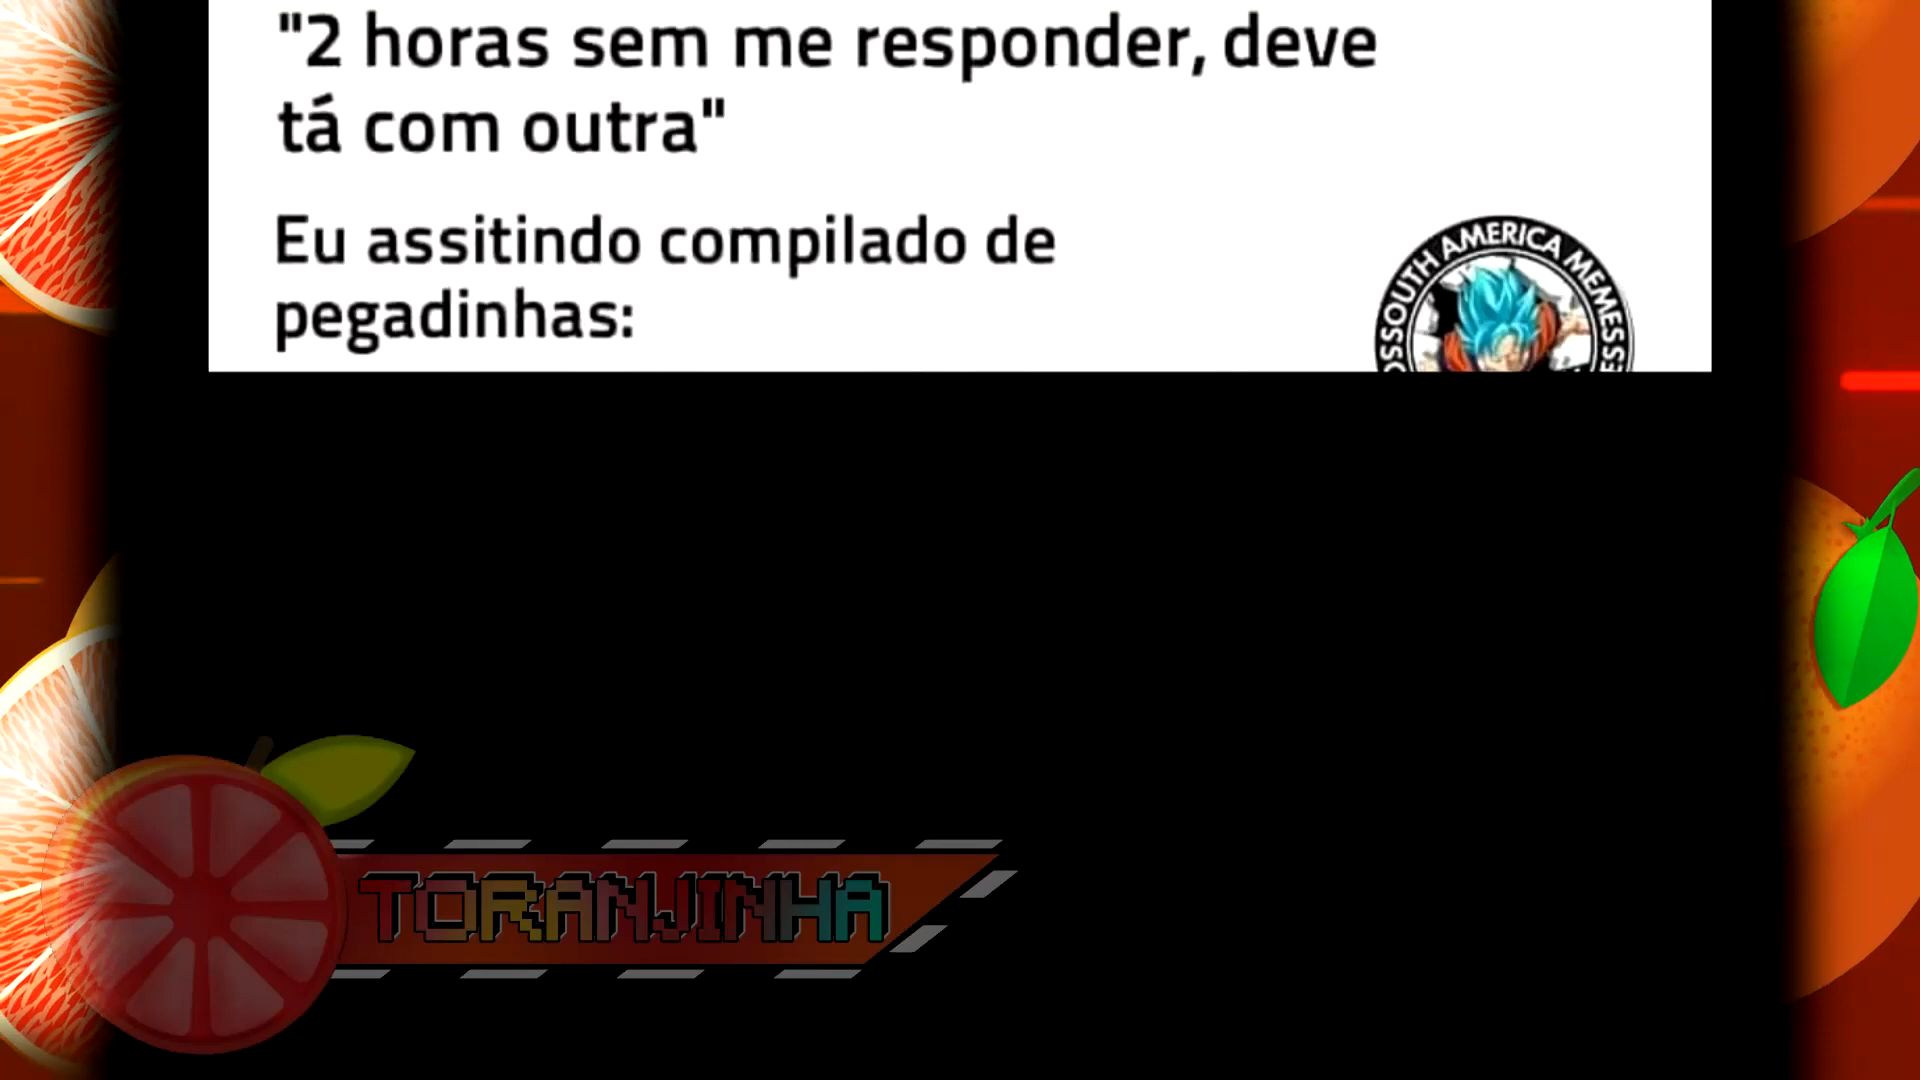 "2 horas sem me responder, deve
tá com outra"
Eu assitindo compilado de
pegadinhas:
SOUTH AMERICA MEMES
TORANJINHA